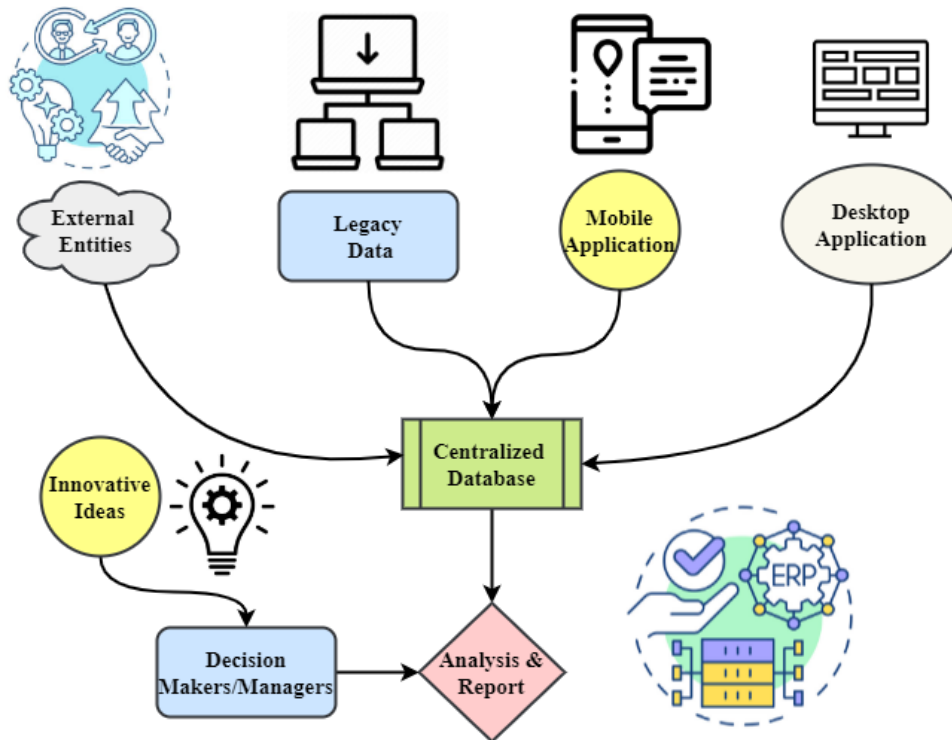 External
Entities
Legacy
Data
Mobile
Application
Desktop
Application
Centralized
Database
Innovative
Ideas
ERP
Decision
Makers/Managers
Analysis &
Report